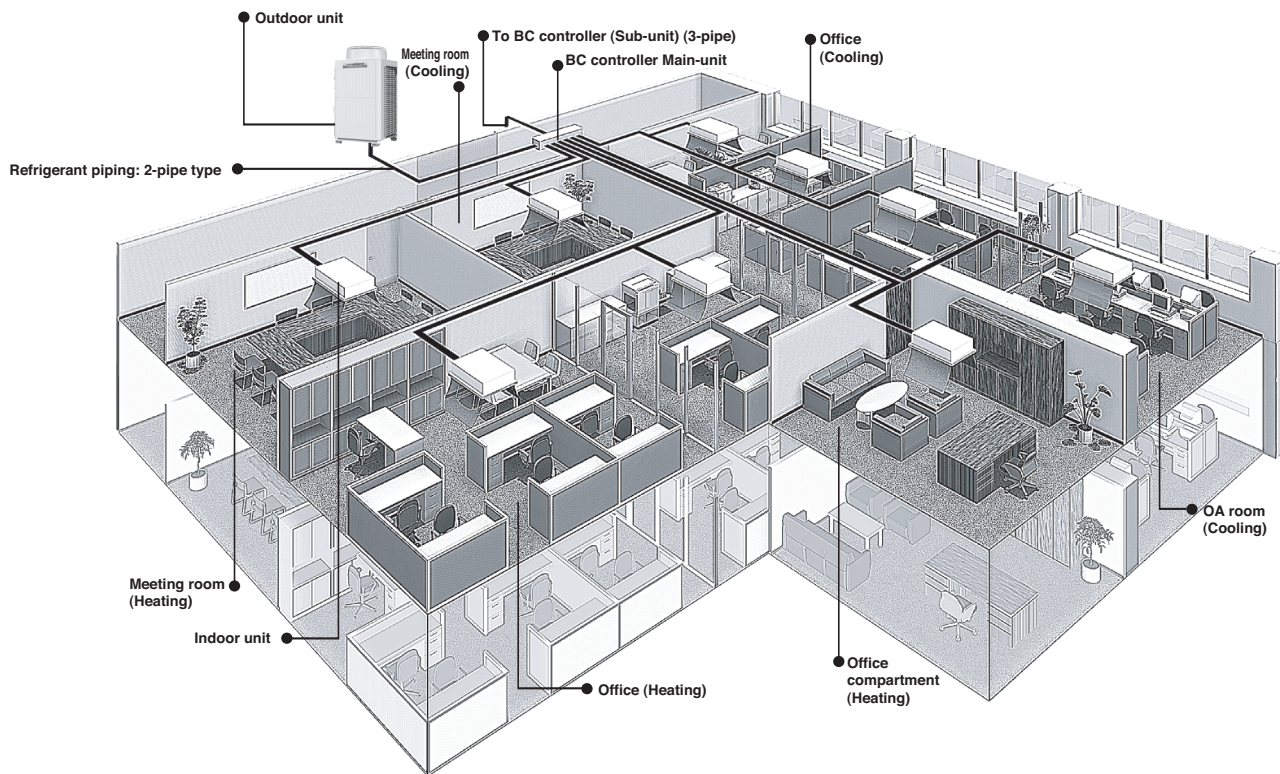 Outdoor unit
To BC controller (Sub-unit) (3-pipe)
Office
(Cooling)
Meeting room
(Cooling)
BC controller Main-unit
Refrigerant piping: 2-pipe type
OA room
(Cooling)
Meeting room
(Heating)
Indoor unit
Office (Heating)
Office
compartment
(Heating)